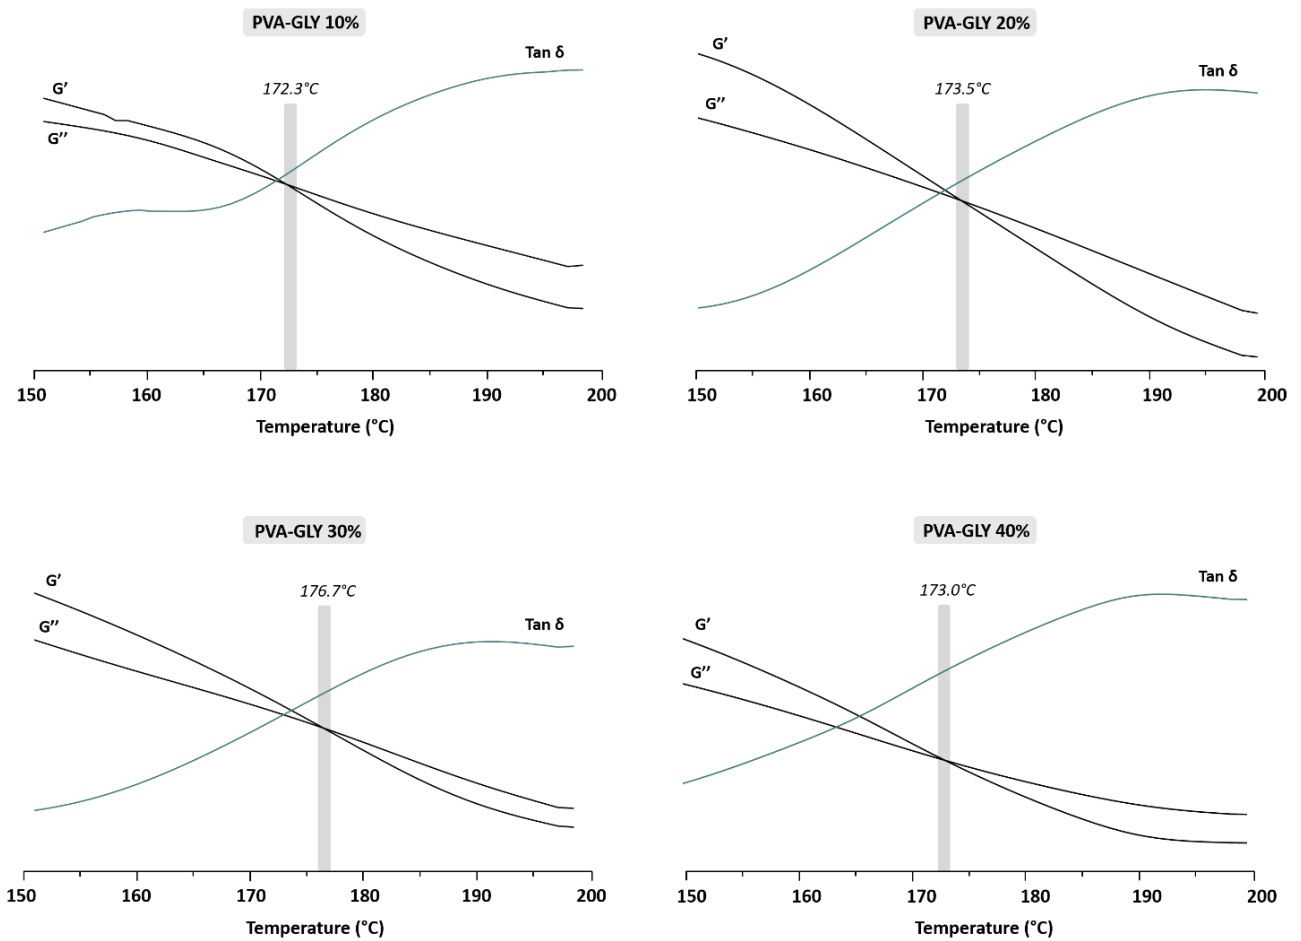 PVA-GLY 10%
G’
G’’
172.3°C
Tan δ
150 160 170 180 190 200
Temperature (°C)
PVA-GLY 20%
G’
G’’
173.5°C
Tan δ
150 160 170 180 190 200
Temperature (°C)
PVA-GLY 30%
G’
G’’
176.7°C
Tan δ
150 160 170 180 190 200
Temperature (°C)
PVA-GLY 40%
G’
G’’
173.0°C
Tan δ
150 160 170 180 190 200
Temperature (°C)